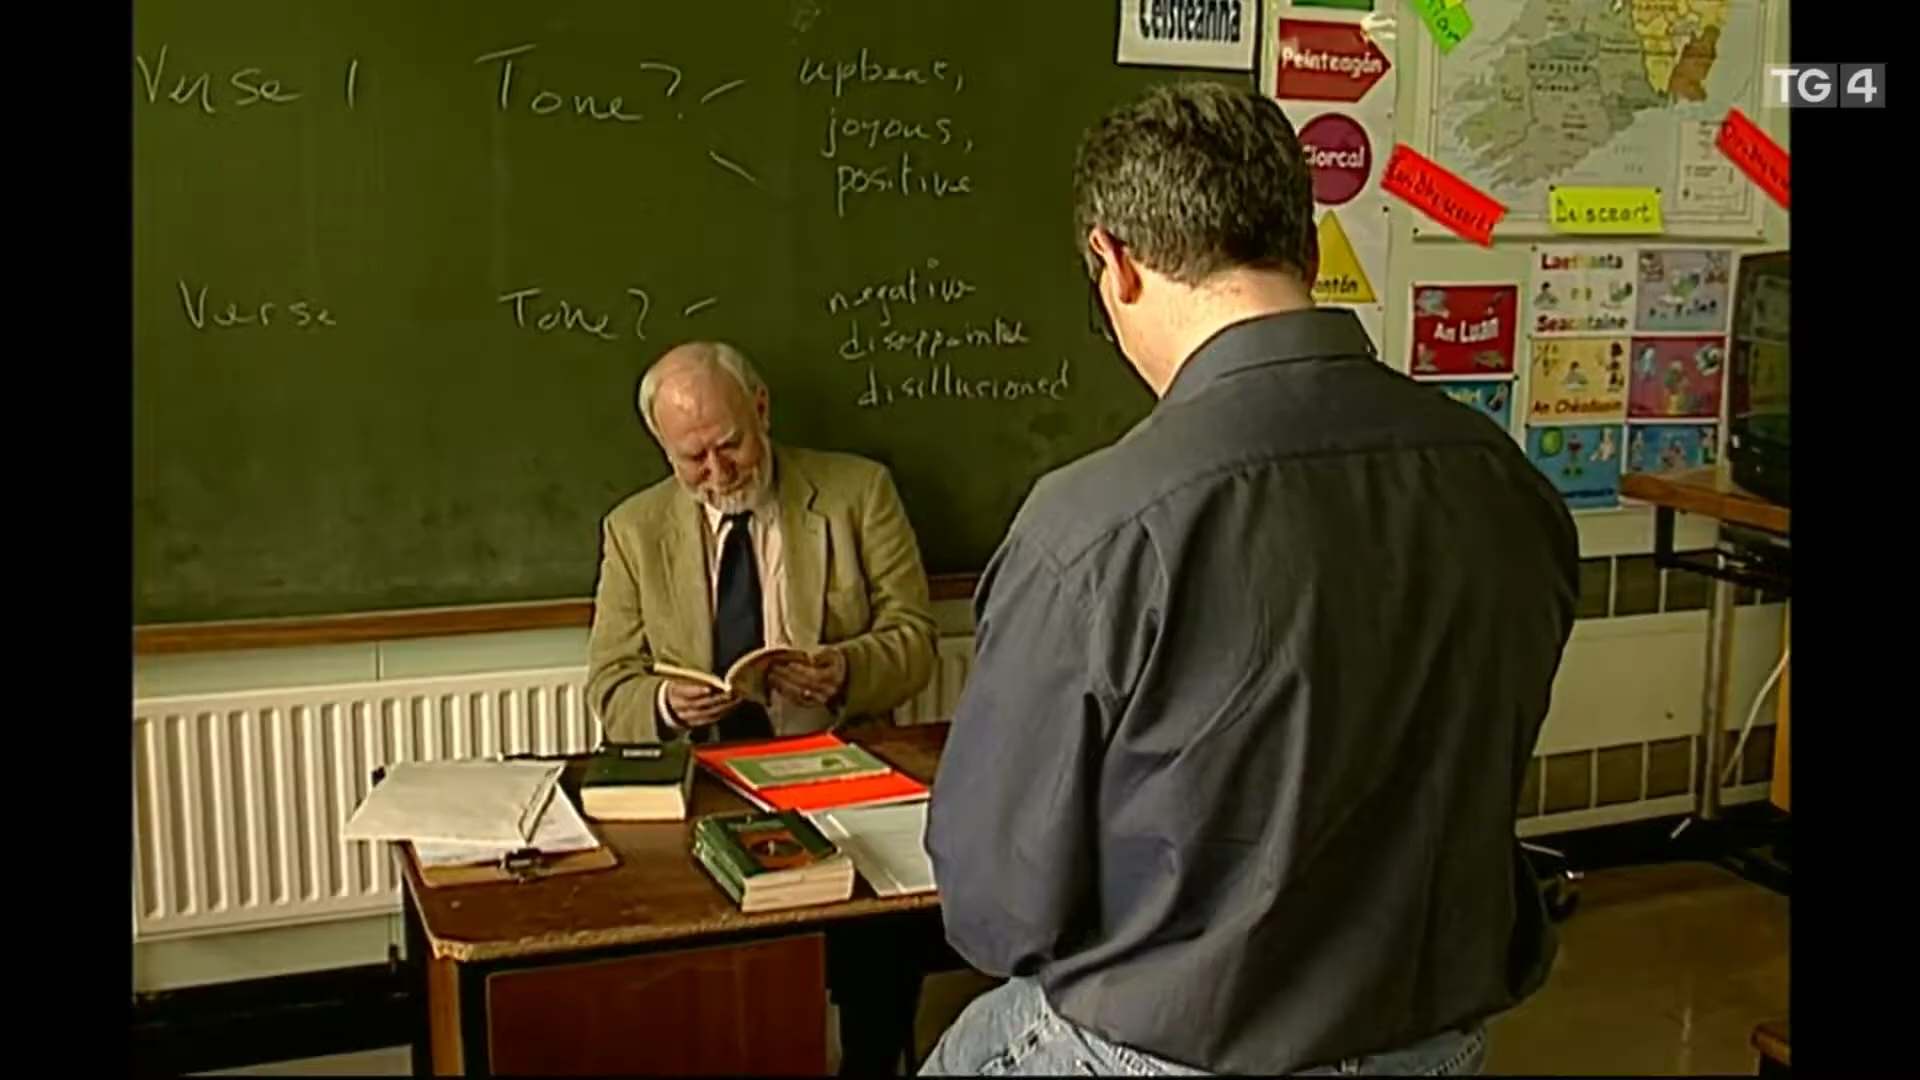 Verse 1 Tone? upbeat,
joyous,
positive
Verse Tone? negative
disappointed
disillusioned
Ceisteanna
Peinteagán
Ciorcal
TG4
Deisceart
An Luan
Laethanta
na
Seachtaine
An Chéadaoin